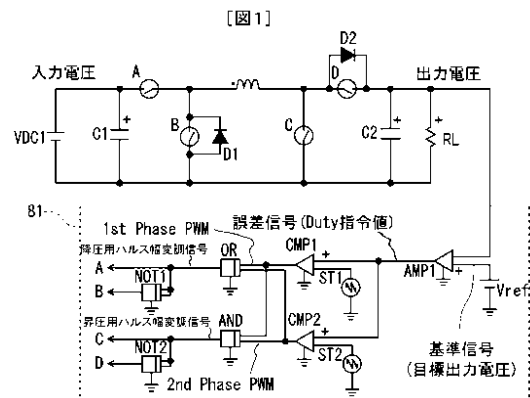 [図1]
D2
入力電圧
A
D
出力電圧
VDC1
C1
+
B
D1
C
C2
+
RL
+
81
1st Phase PWM
誤差信号(Duty指令値)
降圧用パルス幅変調信号
OR
CMP1
+
A
NOT1
B
ST1
AMP1
+
Vref
昇圧用パルス幅変調信号
AND
CMP2
+
C
NOT2
D
ST2
2nd Phase PWM
基準信号
(目標出力電圧)